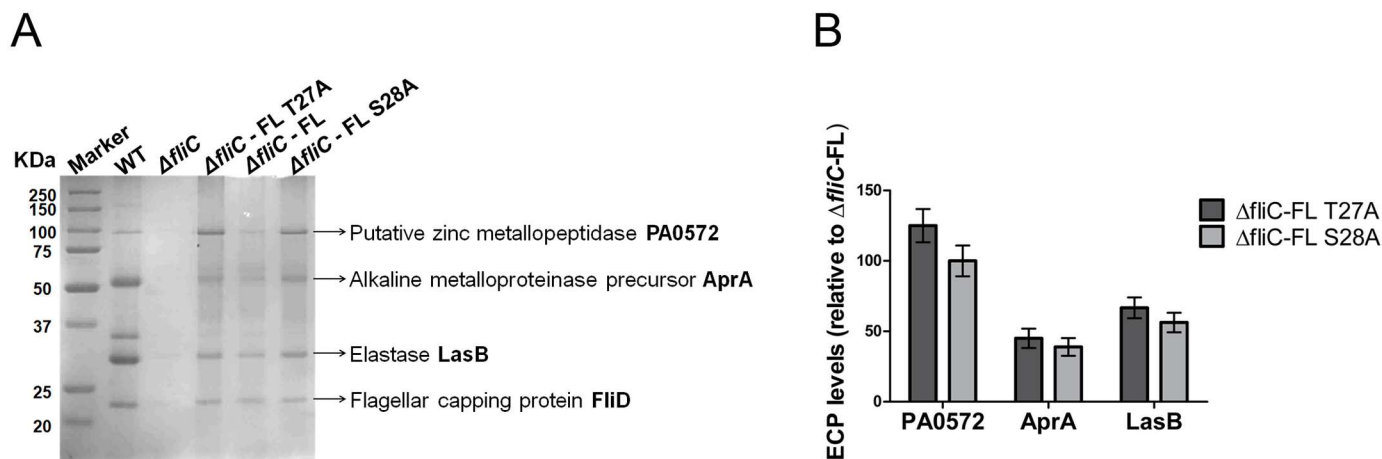 A
KDa
Marker
WT
ΔfliC
ΔfliC - FL T27A
ΔfliC - FL
ΔfliC - FL S28A
250
150
100
75
50
37
25
20
Putative zinc metallopeptidase PA0572
Alkaline metalloproteinase precursor AprA
Elastase LasB
Flagellar capping protein FliD
B
ECP levels (relative to ΔfliC-FL)
150
100
50
0
PA0572 AprA LasB
ΔfliC-FL T27A
ΔfliC-FL S28A